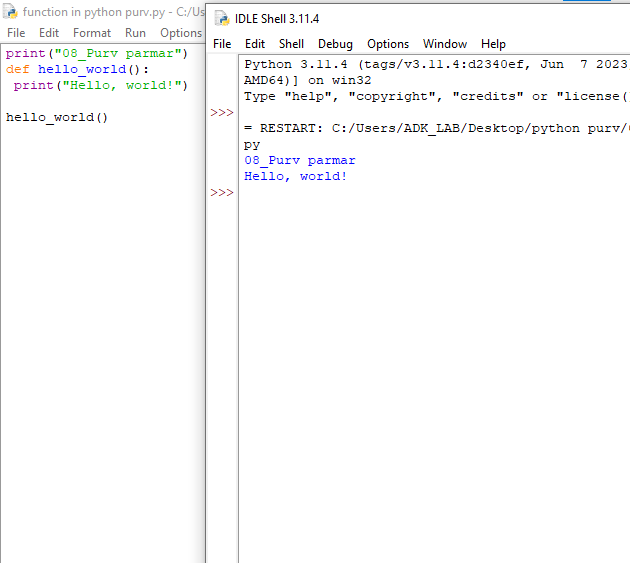 function in python purv.py - C:/Us
File Edit Format Run Options
print("08_Purv parmar")
def hello_world():
 print("Hello, world!")
hello_world()
IDLE Shell 3.11.4
File Edit Shell Debug Options Window Help
Python 3.11.4 (tags/v3.11.4:d2340ef, Jun  7 2023
AMD64)] on win32
Type "help", "copyright", "credits" or "license(
>>>
= RESTART: C:/Users/ADK_LAB/Desktop/python purv/
py
08_Purv parmar
Hello, world!
>>>